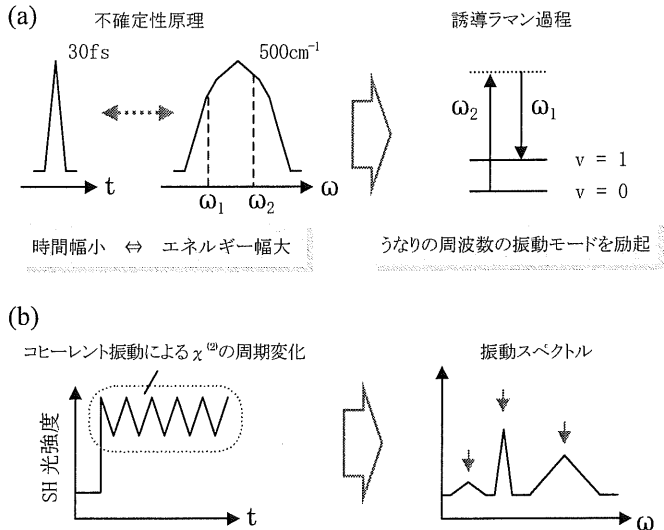 (a)
不確定性原理
誘導ラマン過程
30fs
500cm⁻¹
ω₂
ω₁
v = 1
v = 0
t
ω₁
ω₂
ω
時間幅小 ⇔ エネルギー幅大
うなりの周波数の振動モードを励起
(b)
コヒーレント振動によるχ⁽²⁾の周期変化
振動スペクトル
SH光強度
t
ω